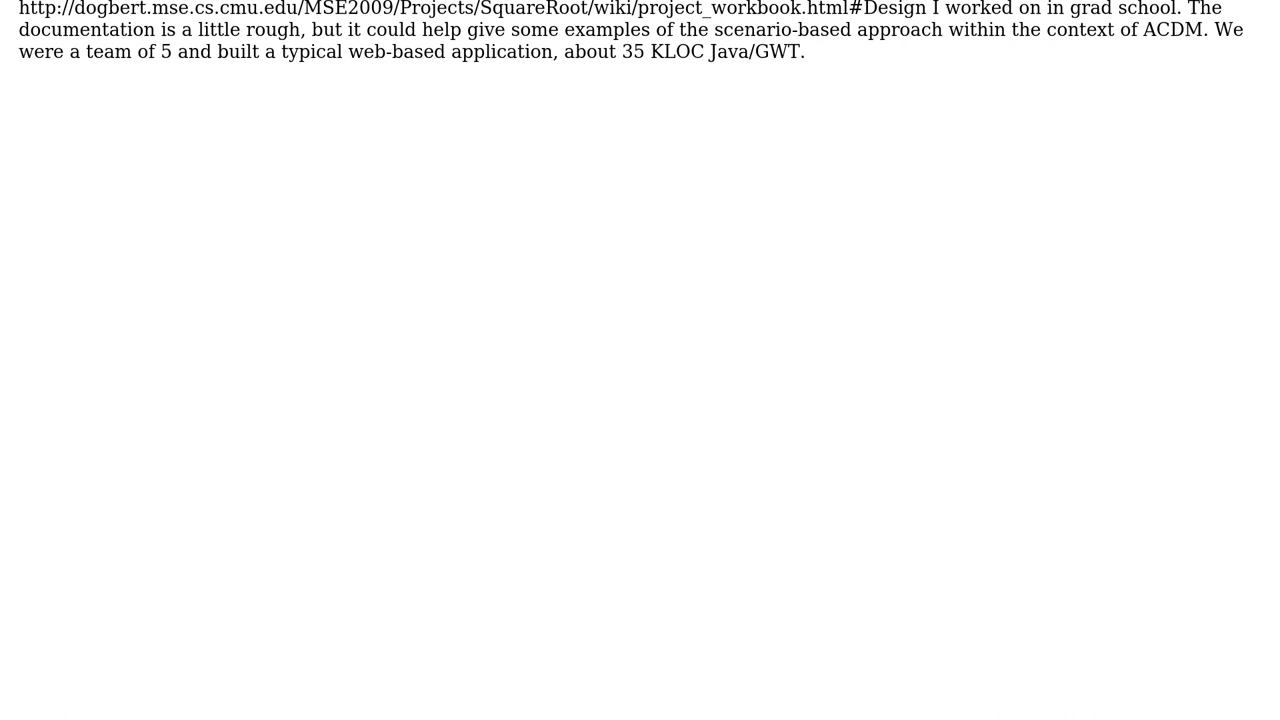 http://dogbert.mse.cs.cmu.edu/MSE2009/Projects/SquareRoot/wiki/project_workbook.html#Design I worked on in grad school. The
documentation is a little rough, but it could help give some examples of the scenario-based approach within the context of ACDM. We
were a team of 5 and built a typical web-based application, about 35 KLOC Java/GWT.